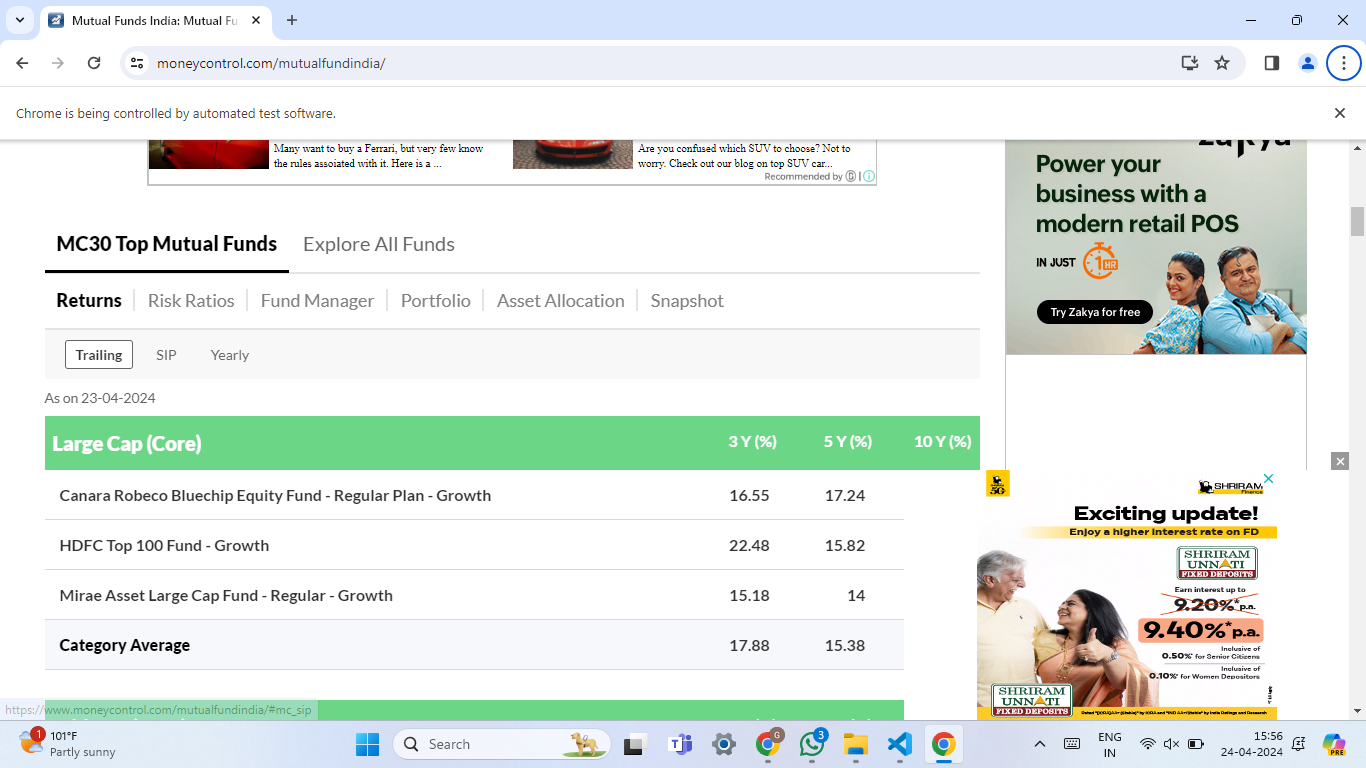 Mutual Funds India: Mutual Fu
moneycontrol.com/mutualfundindia/
Chrome is being controlled by automated test software.
Many want to buy a Ferrari, but very few know
the rules assoiated with it. Here is a ...
Are you confused which SUV to choose? Not to
worry. Check out our blog on top SUV car...
Recommended by
zakya
Power your
business with a
modern retail POS
IN JUST 1 HR
Try Zakya for free
MC30 Top Mutual Funds
Explore All Funds
Returns
Risk Ratios
Fund Manager
Portfolio
Asset Allocation
Snapshot
Trailing
SIP
Yearly
As on 23-04-2024
Large Cap (Core) 3 Y (%) 5 Y (%) 10 Y (%)
Canara Robeco Bluechip Equity Fund - Regular Plan - Growth 16.55 17.24
HDFC Top 100 Fund - Growth 22.48 15.82
Mirae Asset Large Cap Fund - Regular - Growth 15.18 14
Category Average 17.88 15.38
SHRIRAM
Finance
Exciting update!
Enjoy a higher interest rate on FD
SHRIRAM
UNNATI
FIXED DEPOSITS
Earn interest up to
9.20%* p.a.
9.40%* p.a.
Inclusive of
0.50%* for Senior Citizens
Inclusive of
0.10%* for Women Depositors
SHRIRAM
UNNATI
FIXED DEPOSITS
https://www.moneycontrol.com/mutualfundindia/#mc_sip
1
101°F
Partly sunny
Search
G
3
ENG
IN
15:56
24-04-2024
PRE